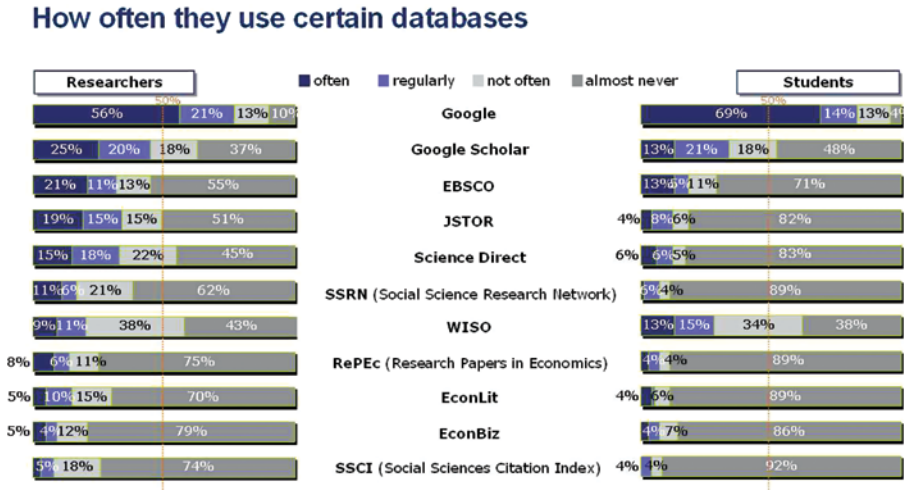 How often they use certain databases
Researchers often regularly not often almost never Students
50% 50%
56% 21% 13% 10% Google 69% 14% 13% 4%
25% 20% 18% 37% Google Scholar 13% 21% 18% 48%
21% 11% 13% 55% EBSCO 13% 6% 11% 71%
19% 15% 15% 51% JSTOR 4% 8% 6% 82%
15% 18% 22% 45% Science Direct 6% 6% 5% 83%
11% 6% 21% 62% SSRN (Social Science Research Network) 5% 4% 89%
9% 11% 38% 43% WISO 13% 15% 34% 38%
8% 6% 11% 75% RePEc (Research Papers in Economics) 4% 4% 89%
5% 10% 15% 70% EconLit 4% 6% 89%
5% 4% 12% 79% EconBiz 4% 7% 86%
5% 18% 74% SSCI (Social Sciences Citation Index) 4% 4% 92%